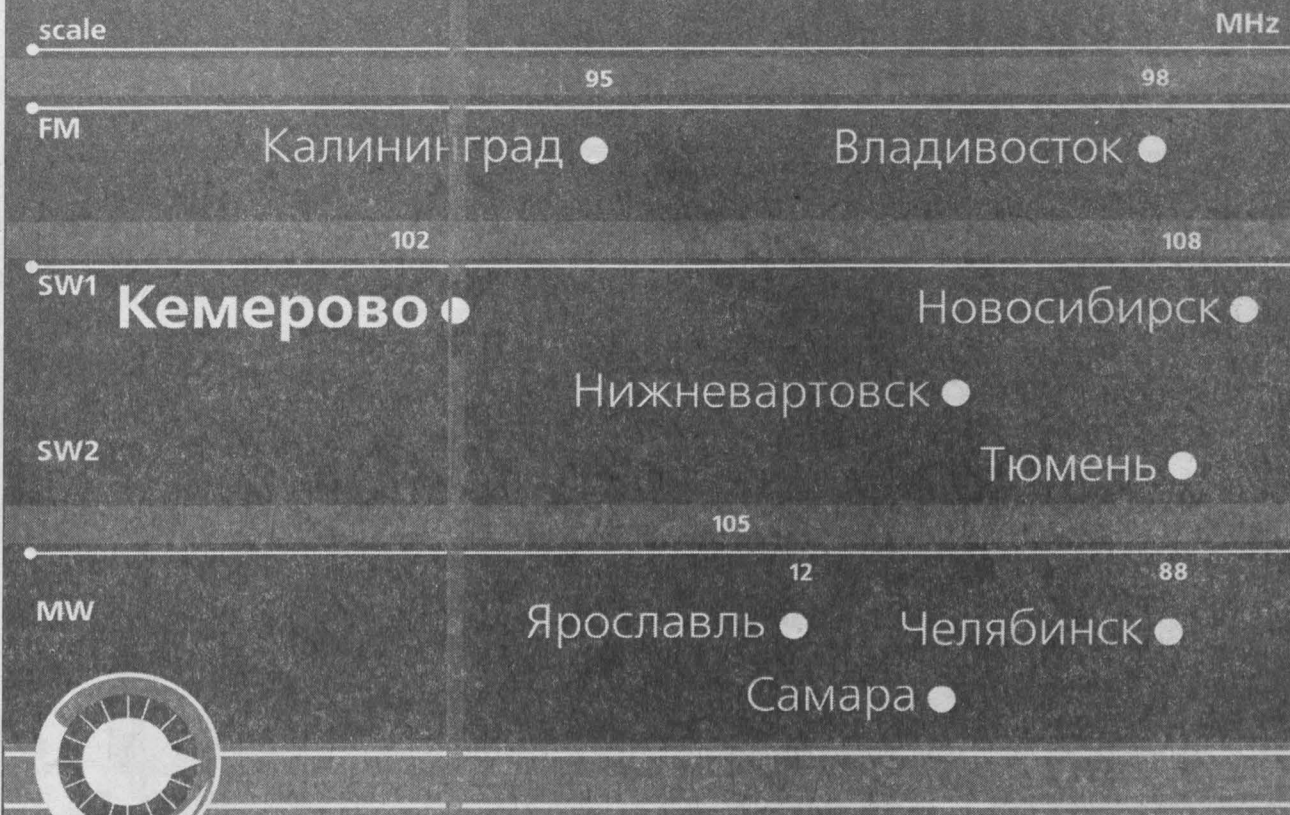 scale MHz
95 98
FM
Калининград Владивосток
102 108
SW1
Кемерово Новосибирск
Нижневартовск
SW2
Тюмень
105
12 88
MW
Ярославль Челябинск
Самара